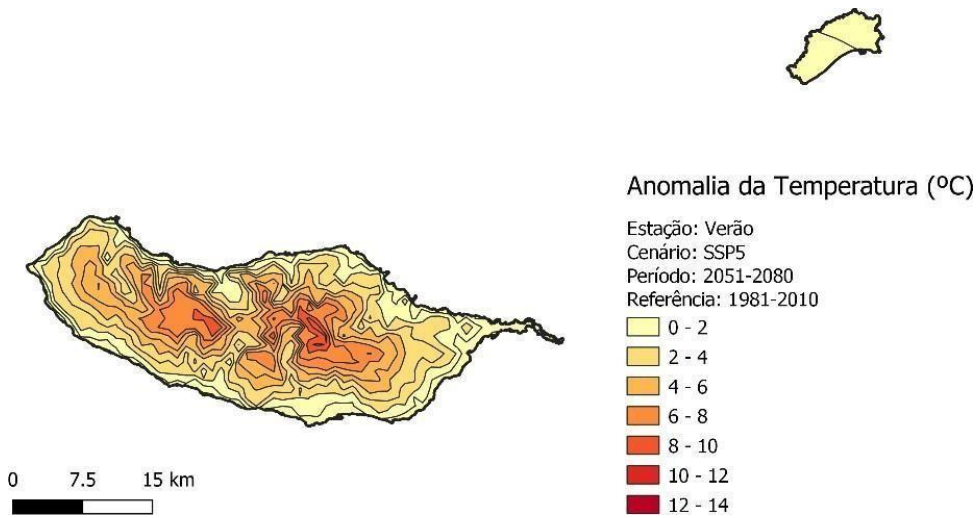 Anomalia da Temperatura (ºC)
Estação: Verão
Cenário: SSP5
Período: 2051-2080
Referência: 1981-2010
0 - 2
2 - 4
4 - 6
6 - 8
8 - 10
10 - 12
12 - 14
0 7.5 15 km